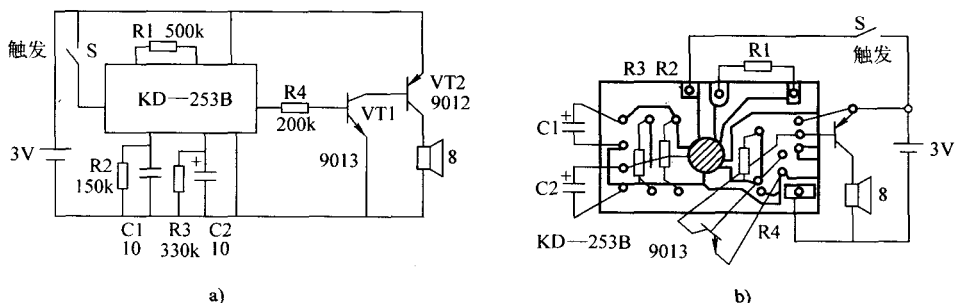 触发
S
R1 500k
KD—253B
R4
200k
VT1
9013
VT2
9012
8
3V
R2
150k
C1
10
R3
330k
C2
10
a)
S
触发
R1
R3 R2
C1
C2
3V
8
R4
KD—253B
9013
b)